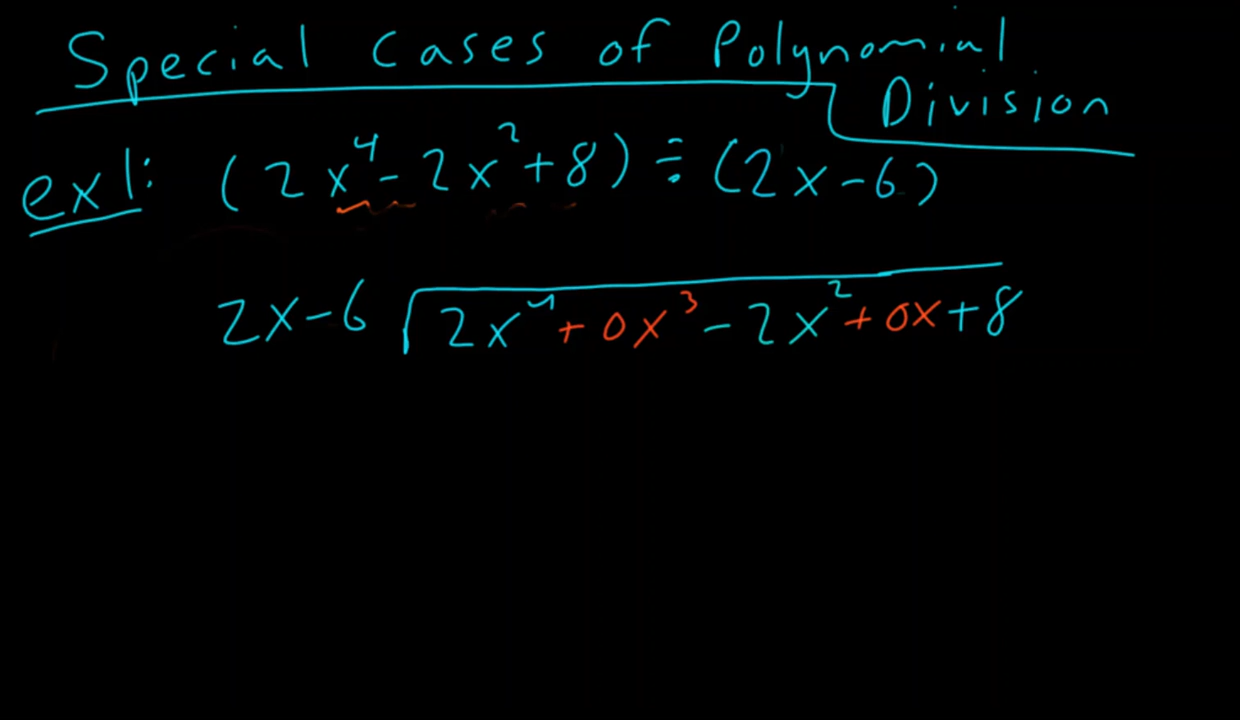 Special Cases of Polynomial
Division
ex1: (2x⁴ - 2x² + 8) ÷ (2x - 6)
2x - 6 √2x⁴ + 0x³ - 2x² + 0x + 8